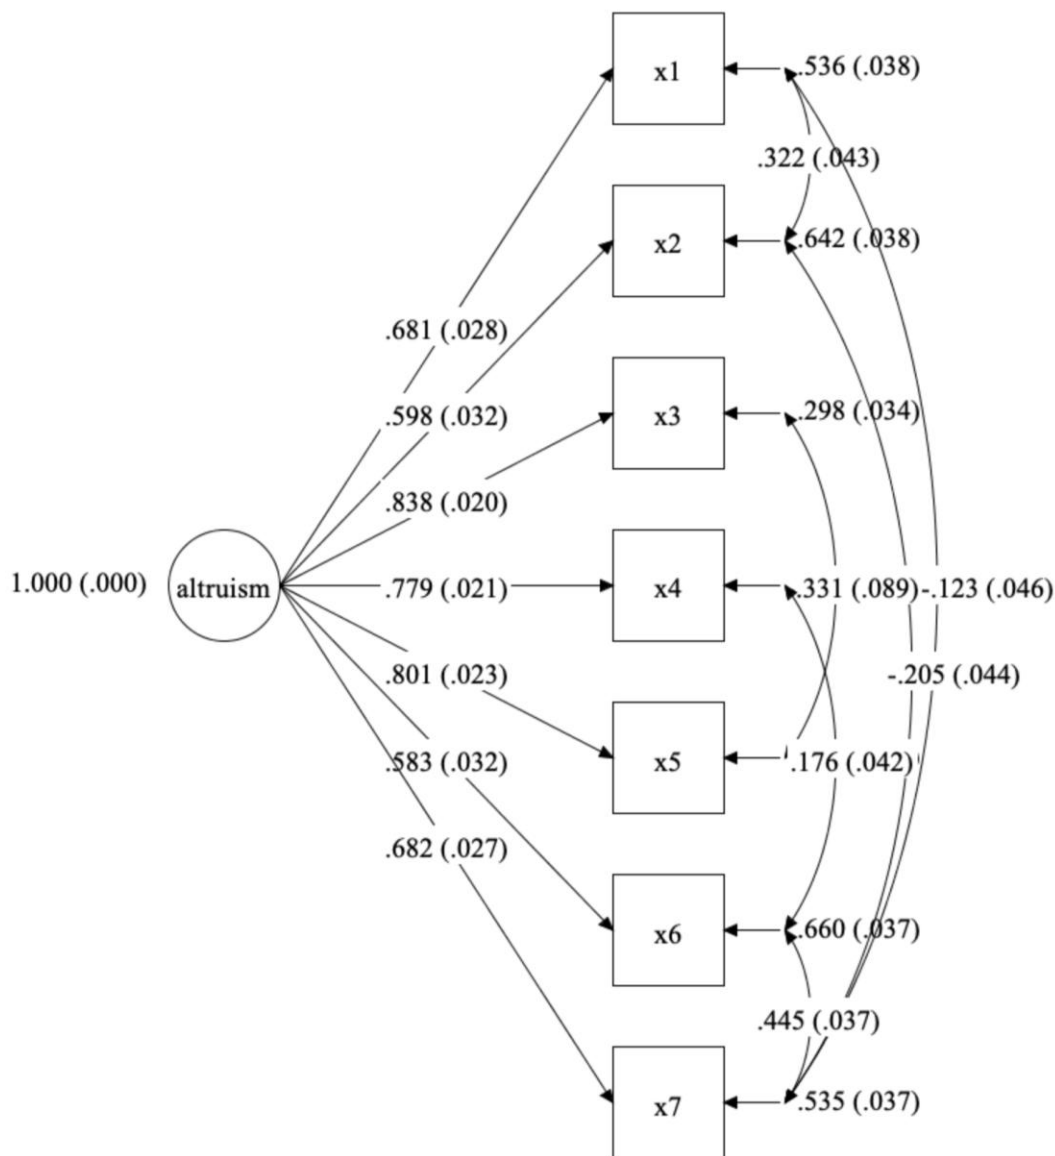 x1
.536 (.038)
.322 (.043)
x2
.642 (.038)
.681 (.028)
.598 (.032)
x3
.298 (.034)
.838 (.020)
1.000 (.000)
altruism
.779 (.021)
x4
.331 (.089)
-.123 (.046)
.801 (.023)
-.205 (.044)
.583 (.032)
x5
.176 (.042)
.682 (.027)
x6
.660 (.037)
.445 (.037)
x7
.535 (.037)